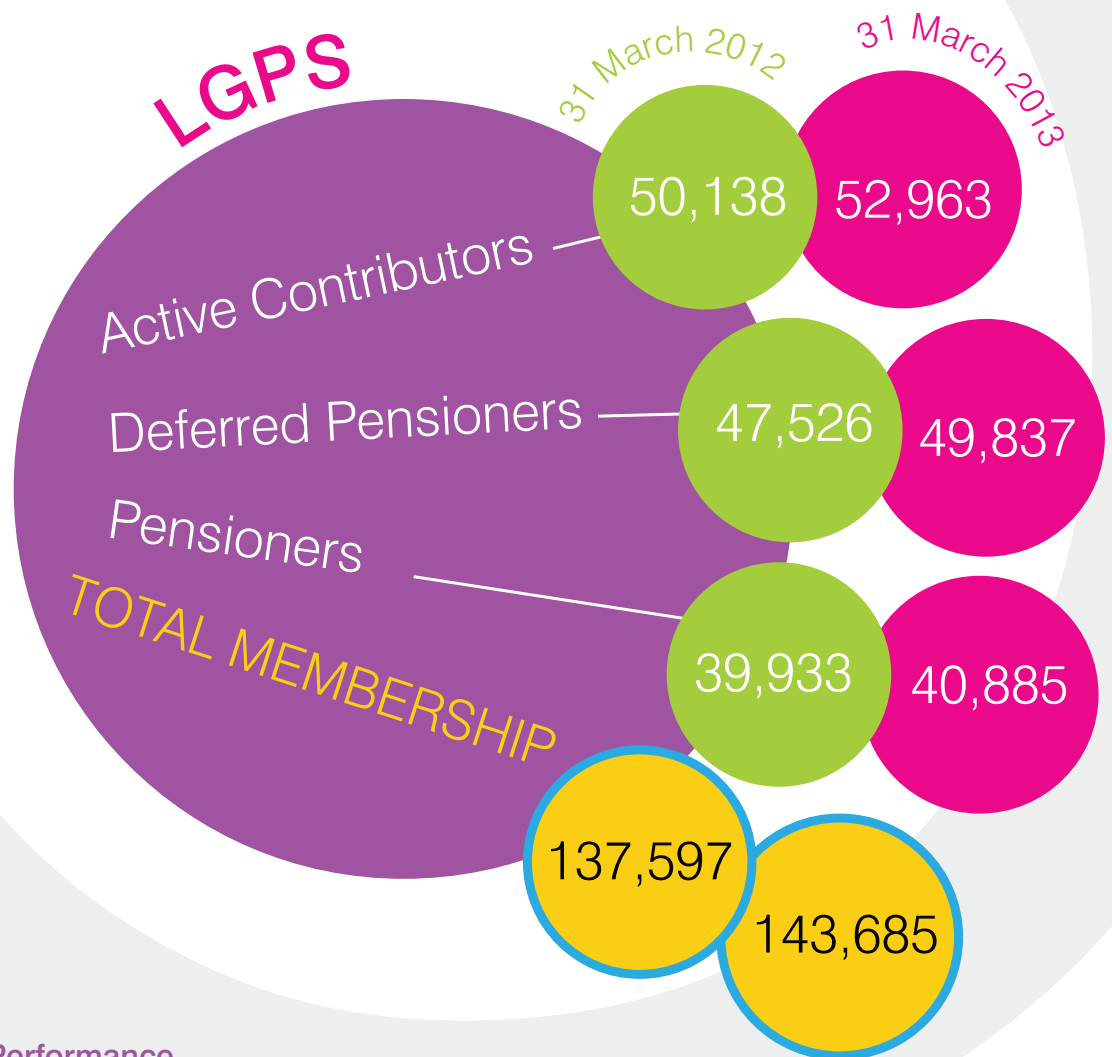 LGPS
31 March 2012
31 March 2013
Active Contributors
50,138
52,963
Deferred Pensioners
47,526
49,837
Pensioners
39,933
40,885
TOTAL MEMBERSHIP
137,597
143,685
Performance